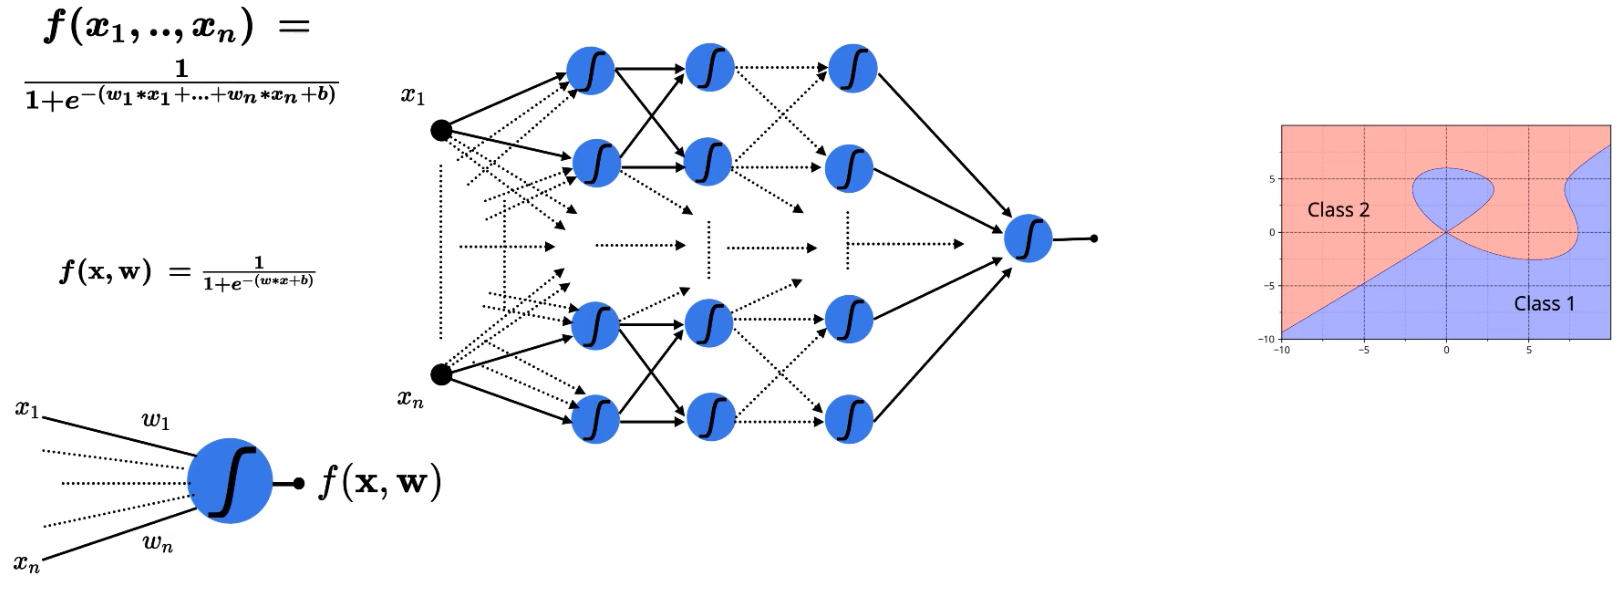 f(x₁,..,xₙ) =
1
1+e^−(w₁*x₁+...+wₙ*xₙ+b)
f(x, w) = 1
1+e^−(w*x+b)
x₁
w₁
f(x, w)
wₙ
xₙ
x₁
xₙ
∫ ∫ ∫
∫ ∫ ∫
∫
∫ ∫ ∫
∫ ∫ ∫
∫
Class 2
Class 1
5
0
−5
−10
−10 −5 0 5